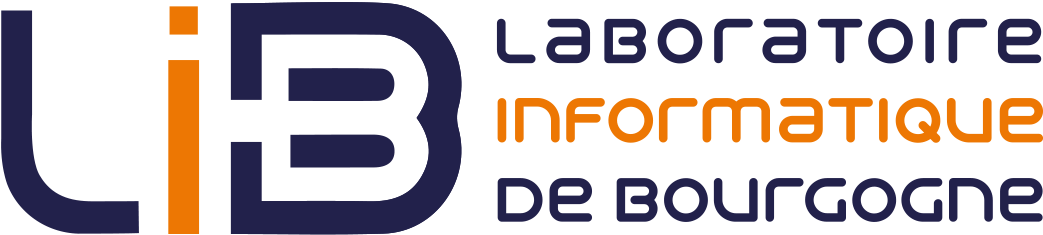 LiB
LABORATOIRE
INFORMATIQUE
DE BOURGOGNE